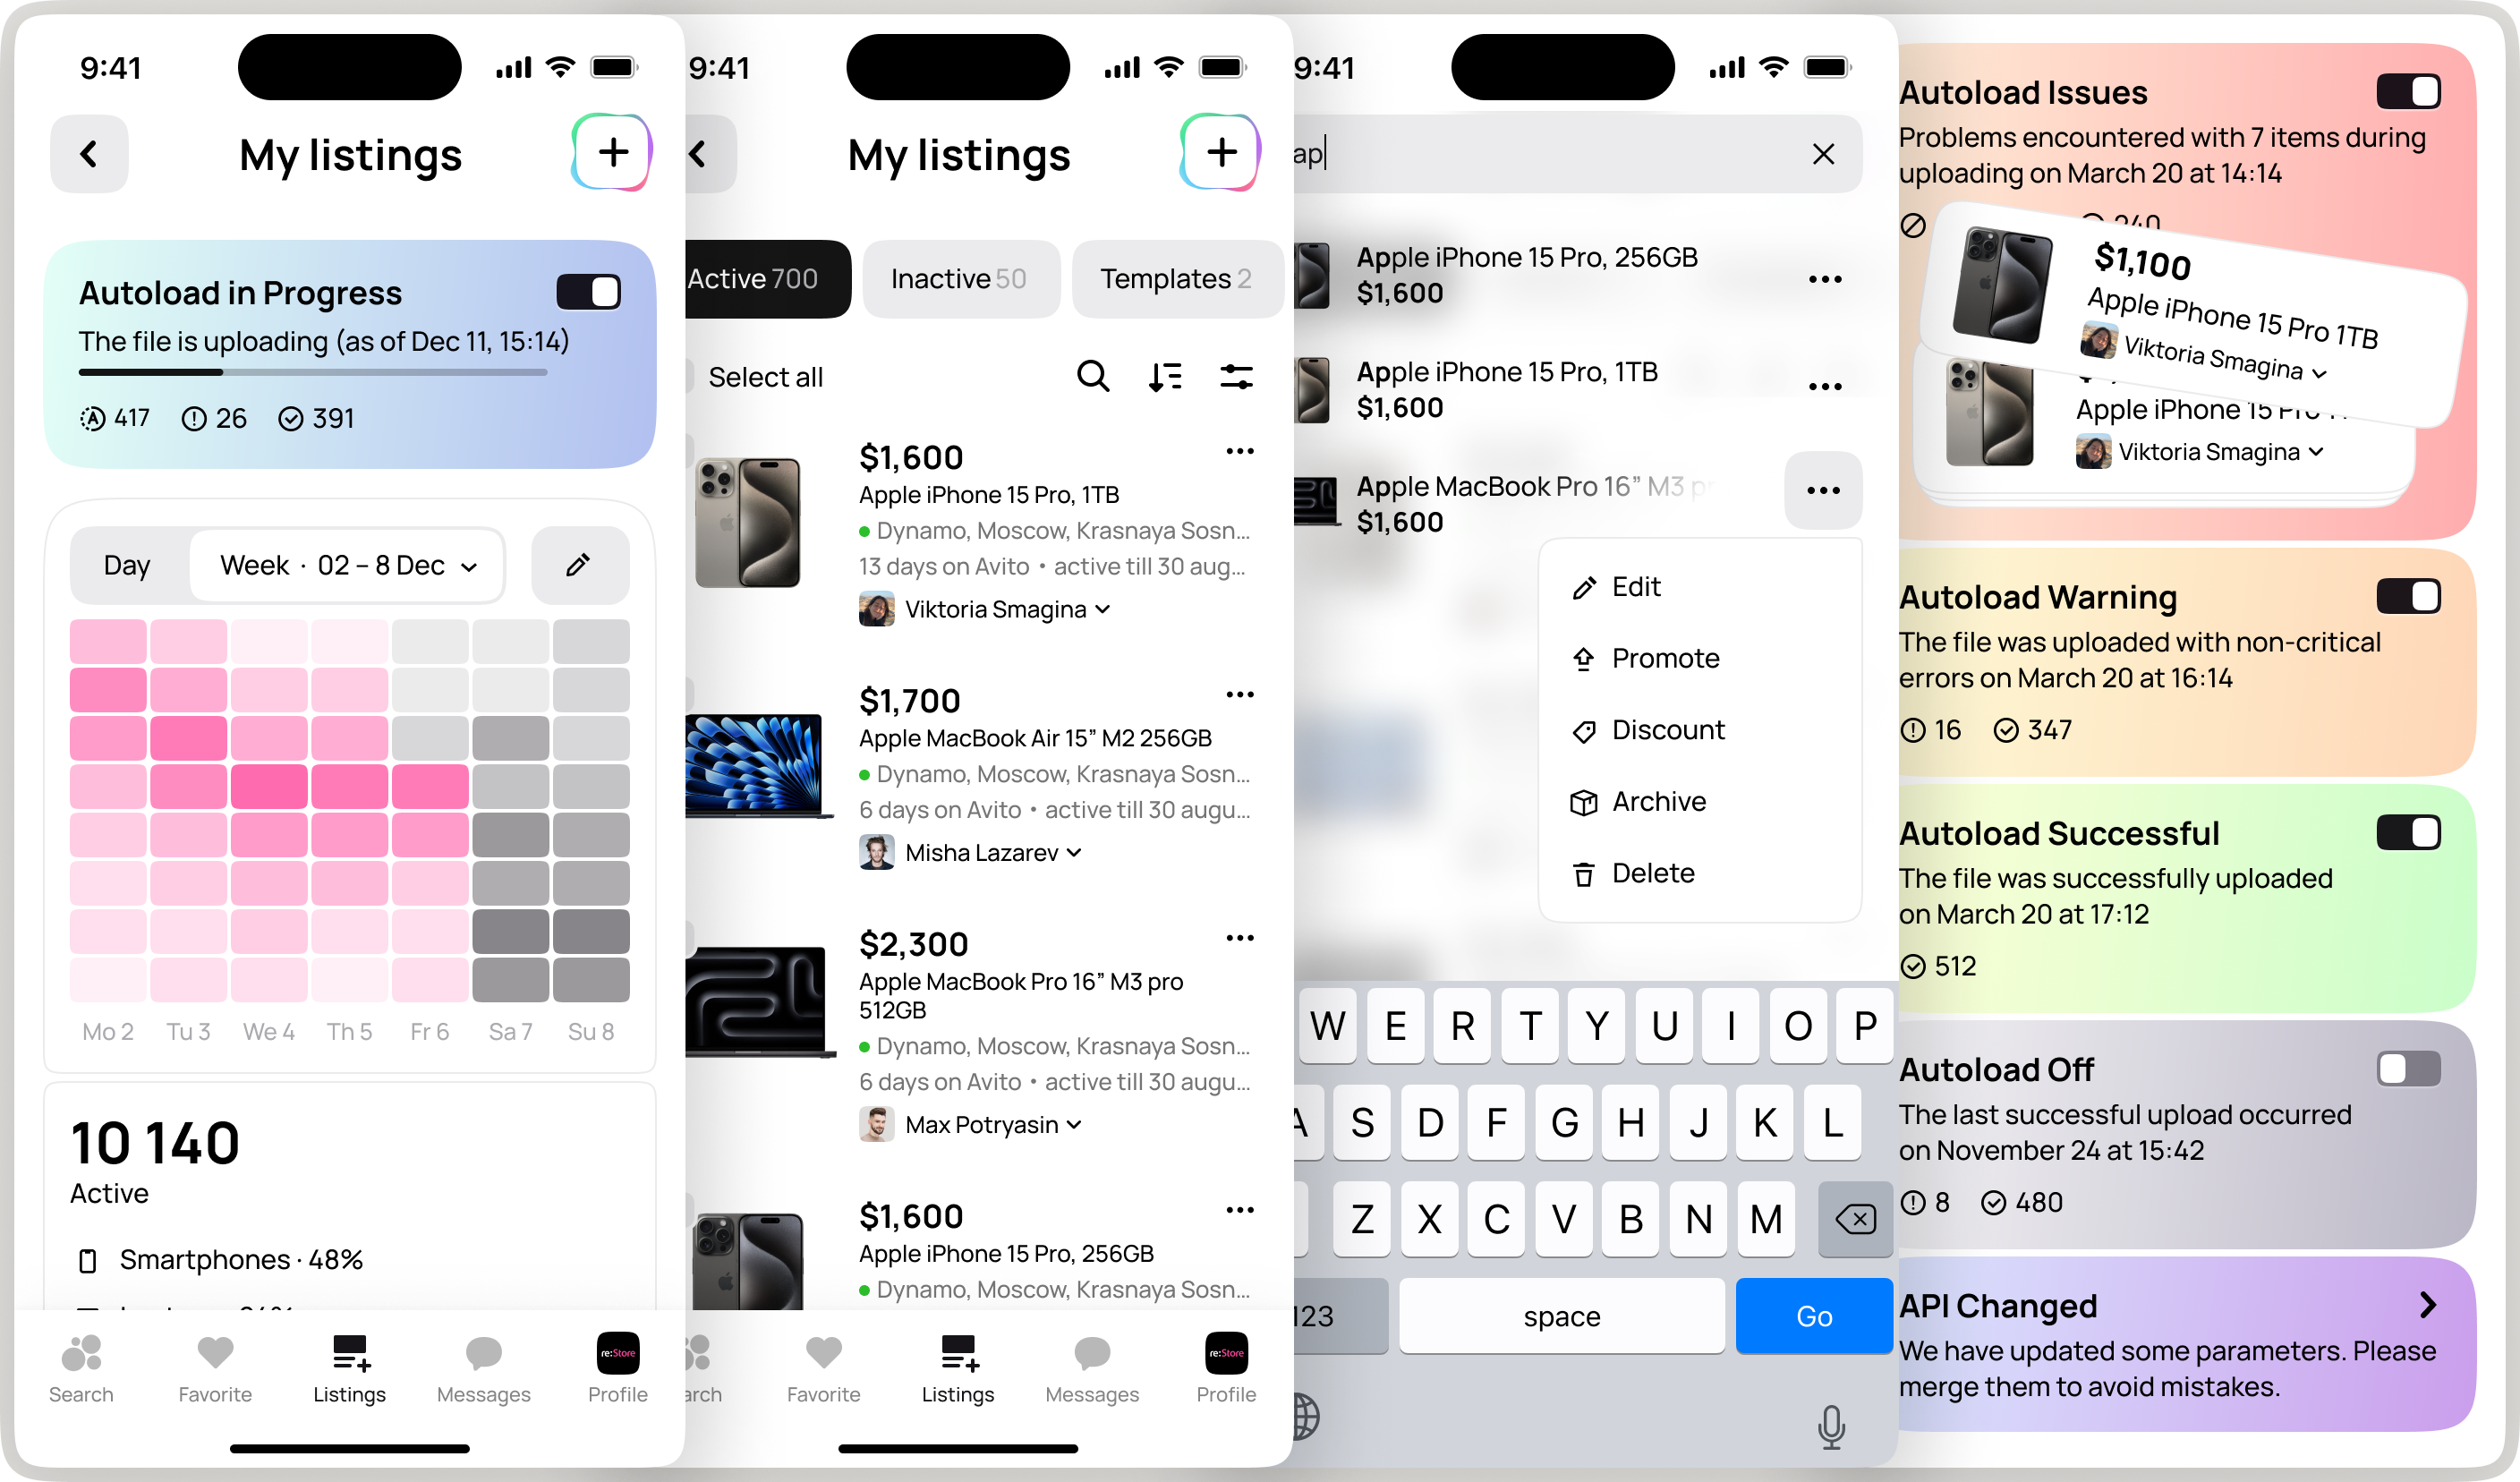 9:41
My listings
Autoload in Progress
The file is uploading (as of Dec 11, 15:14)
417 26 391
Day Week · 02 – 8 Dec
Mo 2 Tu 3 We 4 Th 5 Fr 6 Sa 7 Su 8
10 140
Active
Smartphones · 48%
Search Favorite Listings Messages re:Store Profile
9:41
My listings
Active 700 Inactive 50 Templates 2
Select all
$1,600
Apple iPhone 15 Pro, 1TB
Dynamo, Moscow, Krasnaya Sosn...
13 days on Avito • active till 30 aug...
Viktoria Smagina
$1,700
Apple MacBook Air 15” M2 256GB
Dynamo, Moscow, Krasnaya Sosn...
6 days on Avito • active till 30 augu...
Misha Lazarev
$2,300
Apple MacBook Pro 16” M3 pro
512GB
Dynamo, Moscow, Krasnaya Sosn...
6 days on Avito • active till 30 augu...
Max Potryasin
$1,600
Apple iPhone 15 Pro, 256GB
Dynamo, Moscow, Krasnaya Sosn...
arch Favorite Listings Messages re:Store Profile
9:41
ap
Apple iPhone 15 Pro, 256GB
$1,600
Apple iPhone 15 Pro, 1TB
$1,600
Apple MacBook Pro 16” M3 pr
$1,600
Edit
Promote
Discount
Archive
Delete
W E R T Y U I O P
A S D F G H J K L
Z X C V B N M
123 space Go
Autoload Issues
Problems encountered with 7 items during
uploading on March 20 at 14:14
240
$1,100
Apple iPhone 15 Pro 1TB
Viktoria Smagina
Apple iPhone 15 Pro
Viktoria Smagina
Autoload Warning
The file was uploaded with non-critical
errors on March 20 at 16:14
16 347
Autoload Successful
The file was successfully uploaded
on March 20 at 17:12
512
Autoload Off
The last successful upload occurred
on November 24 at 15:42
8 480
API Changed
We have updated some parameters. Please
merge them to avoid mistakes.